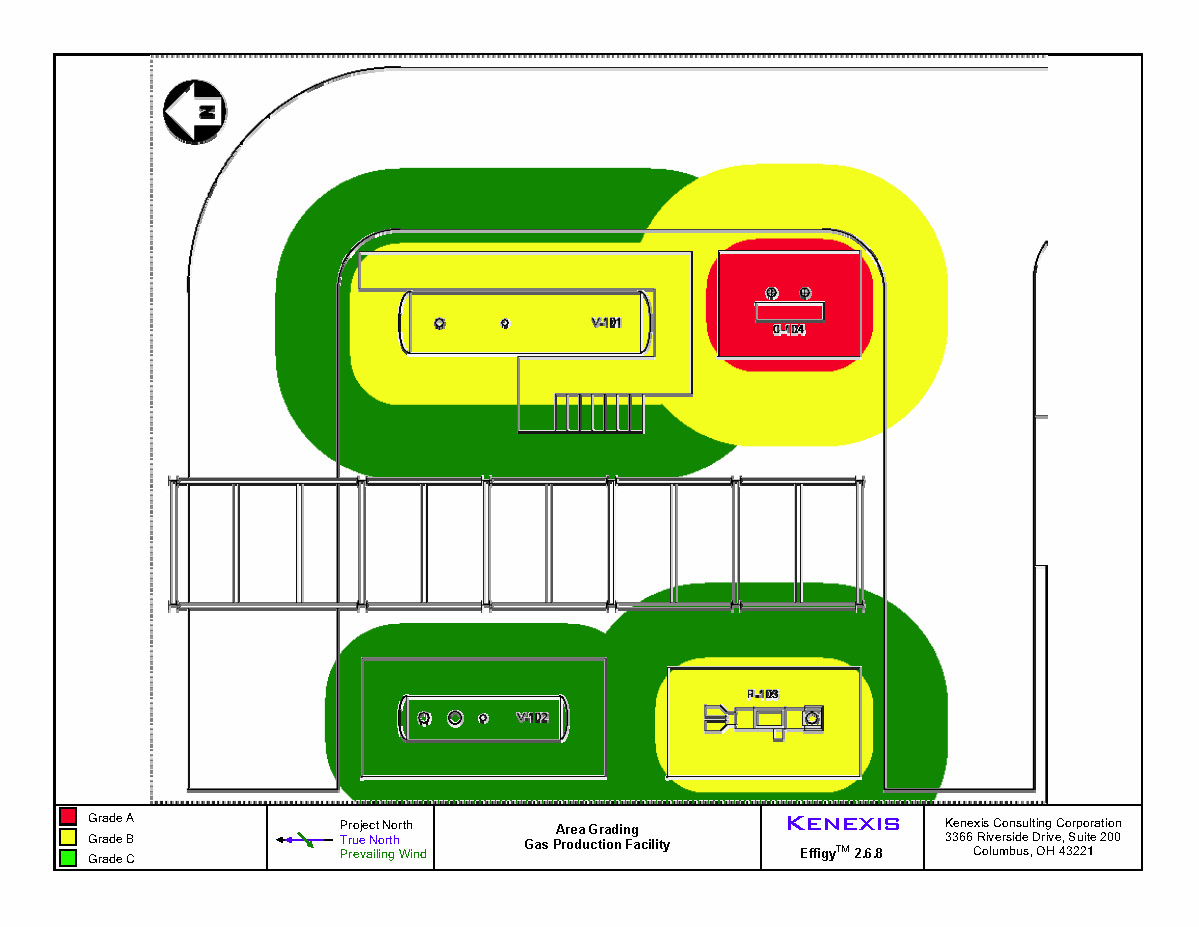 N
V-101
V-102
Grade A
Grade B
Grade C
Project North
True North
Prevailing Wind
Area Grading
Gas Production Facility
KENEXIS
Effigy™ 2.6.8
Kenexis Consulting Corporation
3366 Riverside Drive, Suite 200
Columbus, OH 43221